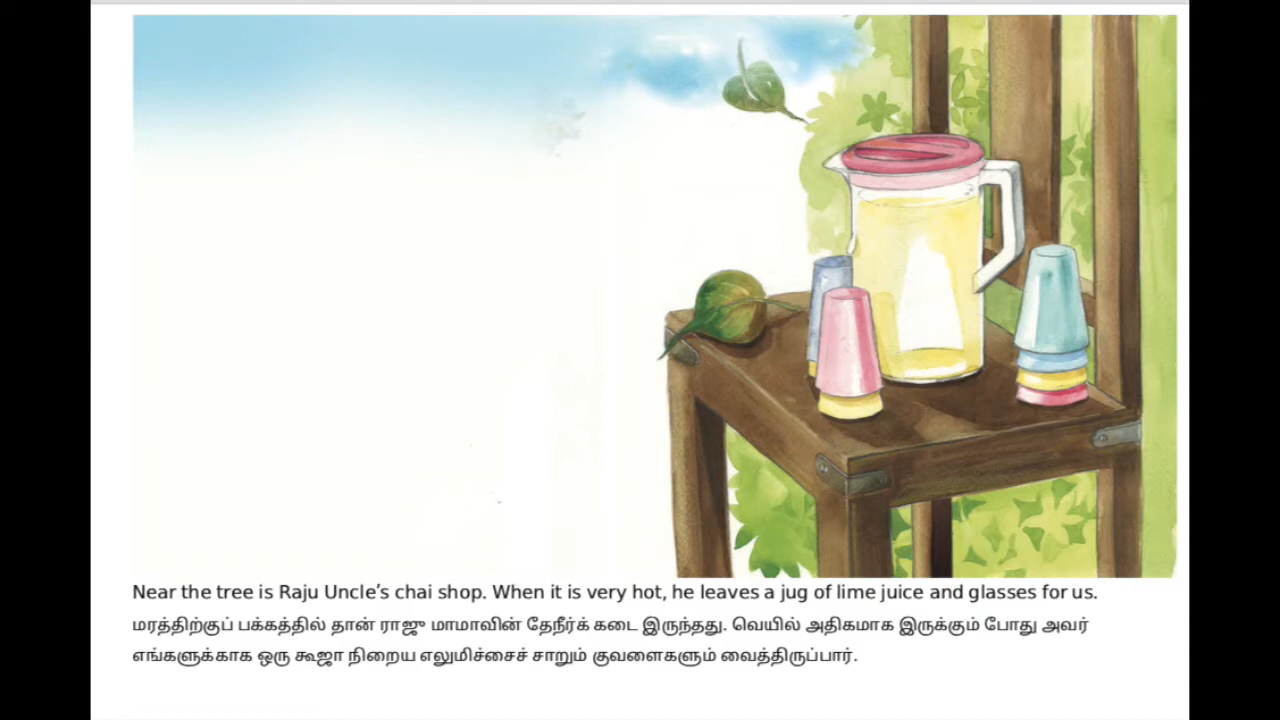 Near the tree is Raju Uncle’s chai shop. When it is very hot, he leaves a jug of lime juice and glasses for us.
மரத்திற்குப் பக்கத்தில் தான் ராஜு மாமாவின் தேநீர்க் கடை இருந்தது. வெயில் அதிகமாக இருக்கும் போது அவர்
எங்களுக்காக ஒரு கூஜா நிறைய எலுமிச்சைச் சாறும் குவளைகளும் வைத்திருப்பார்.